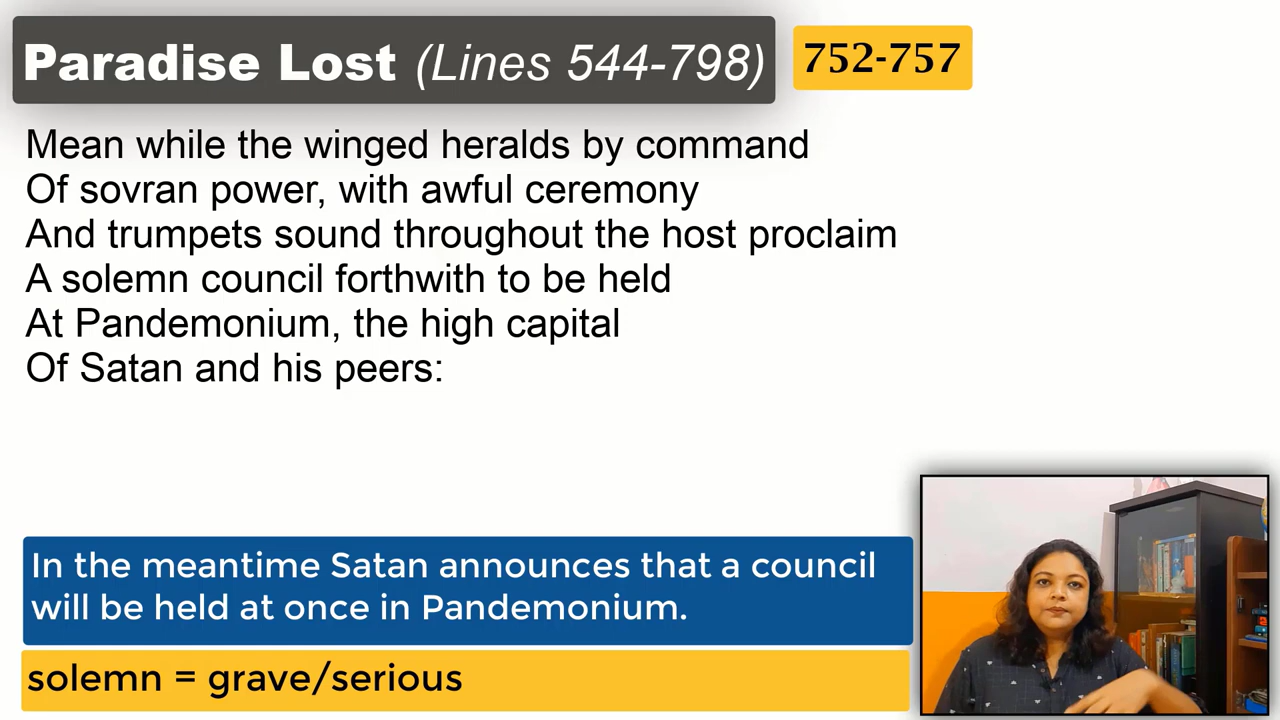 Paradise Lost (Lines 544-798) 752-757
Mean while the winged heralds by command
Of sovran power, with awful ceremony
And trumpets sound throughout the host proclaim
A solemn council forthwith to be held
At Pandemonium, the high capital
Of Satan and his peers:
In the meantime Satan announces that a council
will be held at once in Pandemonium.
solemn = grave/serious